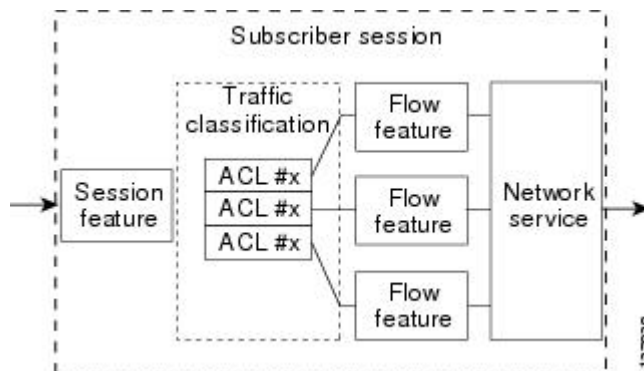 Subscriber session
Traffic
classification
Flow
feature
Session
feature
ACL #x
ACL #x
ACL #x
Flow
feature
Network
service
Flow
feature